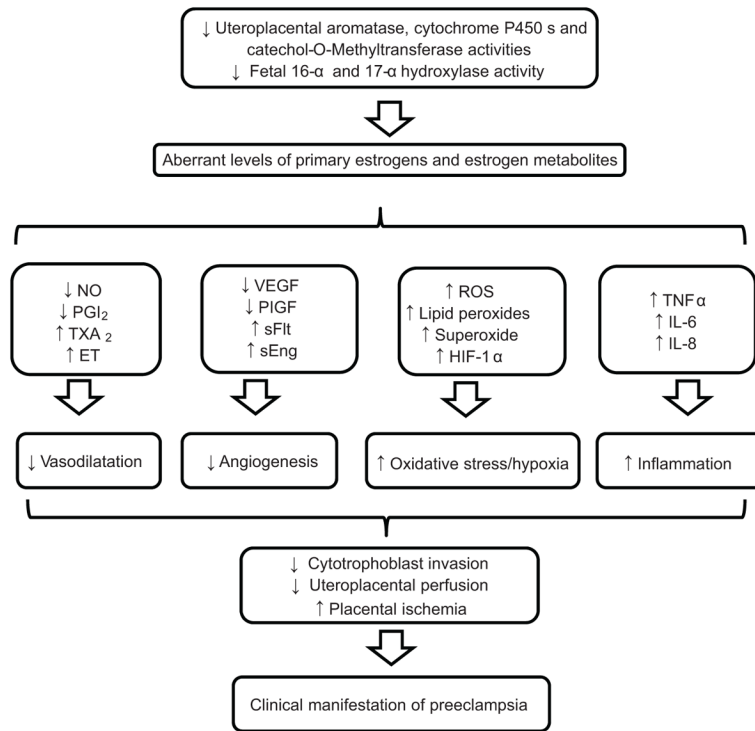 ↓ Uteroplacental aromatase, cytochrome P450 s and
catechol-O-Methyltransferase activities
↓ Fetal 16-α and 17-α hydroxylase activity
Aberrant levels of primary estrogens and estrogen metabolites
↓ NO
↓ PGI2
↑ TXA 2
↑ ET
↓ VEGF
↓ PlGF
↑ sFlt
↑ sEng
↑ ROS
↑ Lipid peroxides
↑ Superoxide
↑ HIF-1 α
↑ TNF α
↑ IL-6
↑ IL-8
↓ Vasodilatation
↓ Angiogenesis
↑ Oxidative stress/hypoxia
↑ Inflammation
↓ Cytotrophoblast invasion
↓ Uteroplacental perfusion
↑ Placental ischemia
Clinical manifestation of preeclampsia